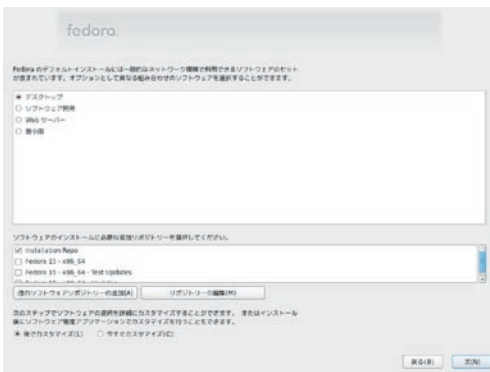 fedora
Fedora のデフォルトインストールには一般的なネットワーク環境で利用できるソフトウェアのセット
が含まれています。オプションとして異なる組み合わせのソフトウェアを選択することができます。
デスクトップ
ソフトウェア開発
Web サーバー
最小限
ソフトウェアのインストールに必要な追加リポジトリーを選択してください。
Installation Repo
Fedora 15 - x86_64
Fedora 15 - x86_64 - Test Updates
他のソフトウェアリポジトリーの追加(A)
リポジトリーの編集(M)
次のステップでソフトウェアの選択を詳細にカスタマイズすることができます。 またはインストール
後にソフトウェア管理アプリケーションでカスタマイズを行うこともできます。
後でカスタマイズ(L) 今すぐカスタマイズ(C)
戻る(B) 次(N)